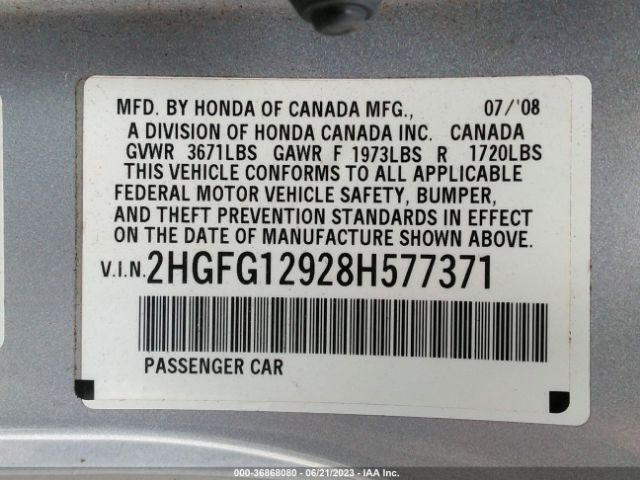 MFD. BY HONDA OF CANADA MFG., 07/'08
A DIVISION OF HONDA CANADA INC. CANADA
GVWR 3671LBS GAWR F 1973LBS R 1720LBS
THIS VEHICLE CONFORMS TO ALL APPLICABLE
FEDERAL MOTOR VEHICLE SAFETY, BUMPER,
AND THEFT PREVENTION STANDARDS IN EFFECT
ON THE DATE OF MANUFACTURE SHOWN ABOVE.
V.I.N. 2HGFG12928H577371
PASSENGER CAR
000-36868080 - 06/21/2023 - IAA Inc.